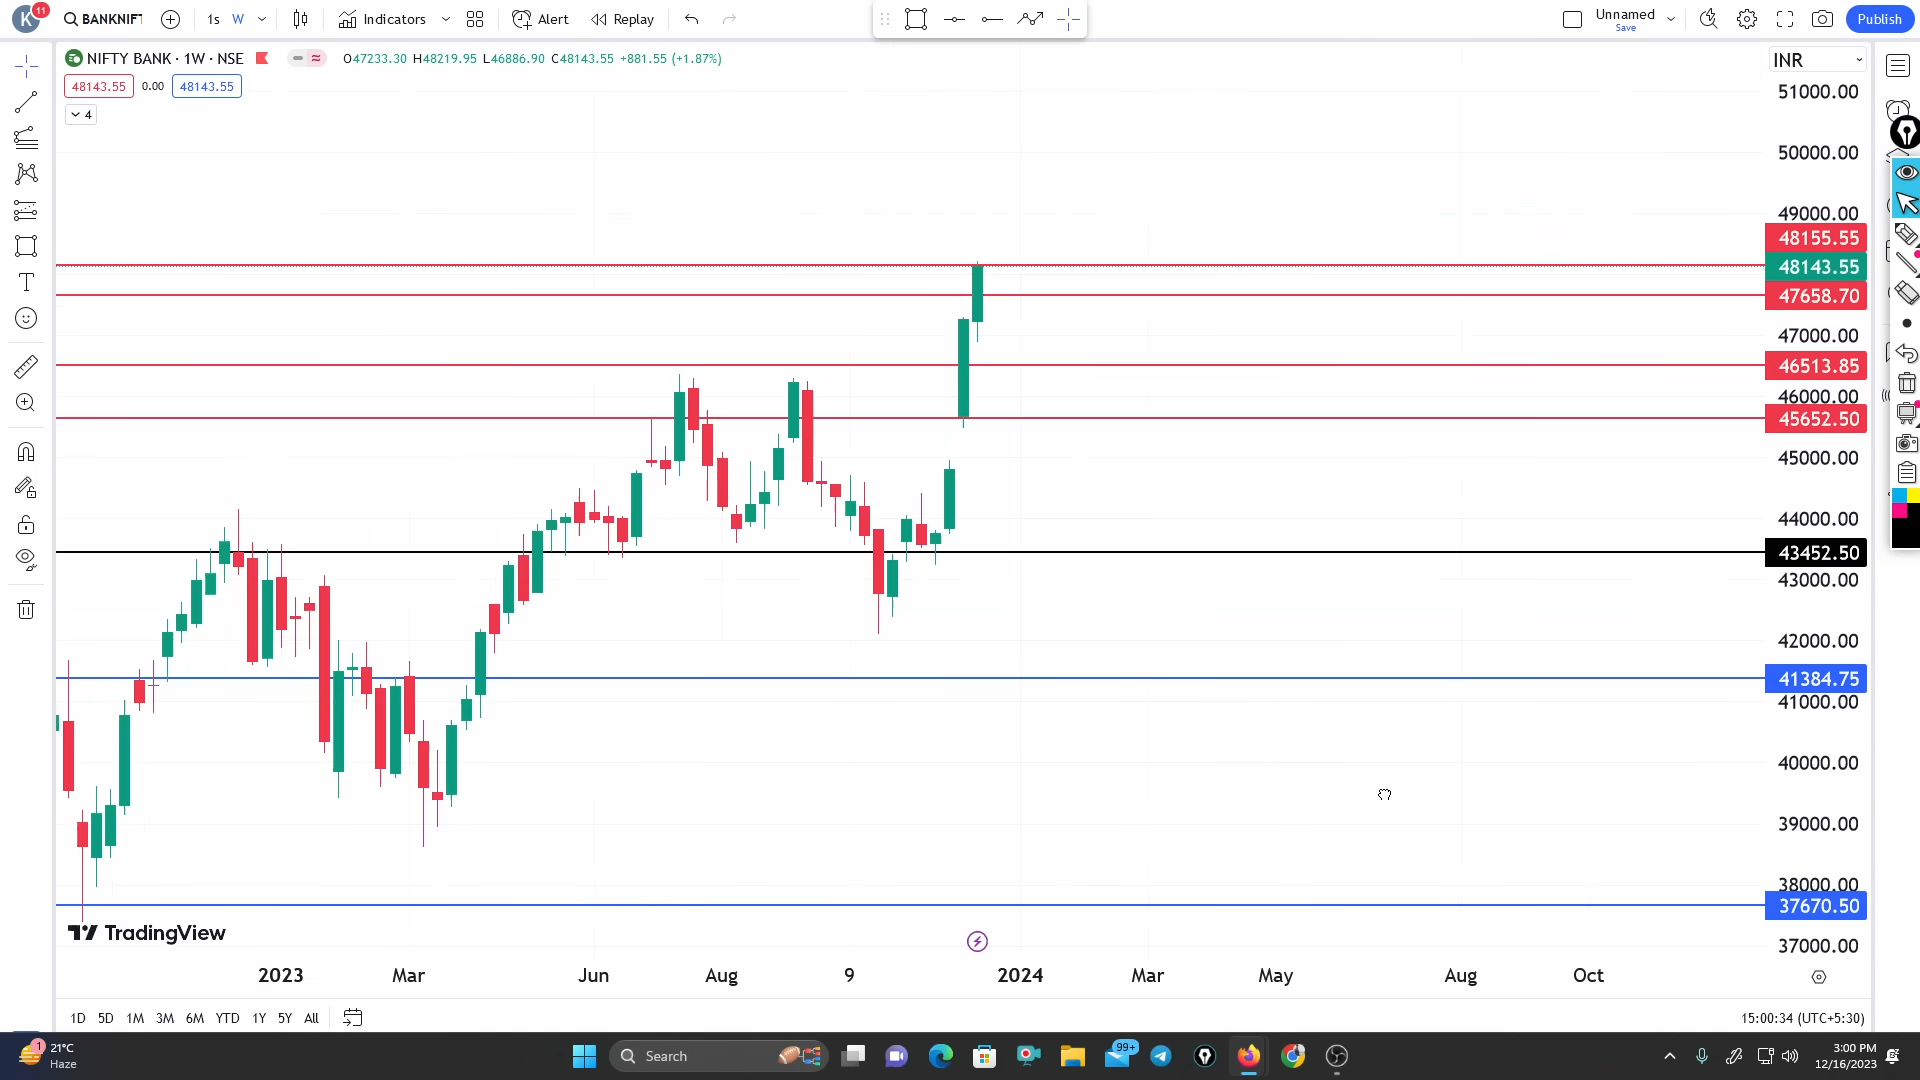 K 11 BANKNIFT 1s W Indicators Alert Replay Unnamed Save Publish
NIFTY BANK · 1W · NSE O47233.30 H48219.95 L46886.90 C48143.55 +881.55 (+1.87%) INR
48143.55 0.00 48143.55
4
51000.00
50000.00
49000.00
48155.55
48143.55
47658.70
47000.00
46513.85
46000.00
45652.50
45000.00
44000.00
43452.50
43000.00
42000.00
41384.75
41000.00
40000.00
39000.00
38000.00
37670.50
37000.00
TradingView
2023 Mar Jun Aug 9 2024 Mar May Aug Oct
1D 5D 1M 3M 6M YTD 1Y 5Y All 15:00:34 (UTC+5:30)
1 21°C
Haze
Search
99+
3:00 PM
12/16/2023